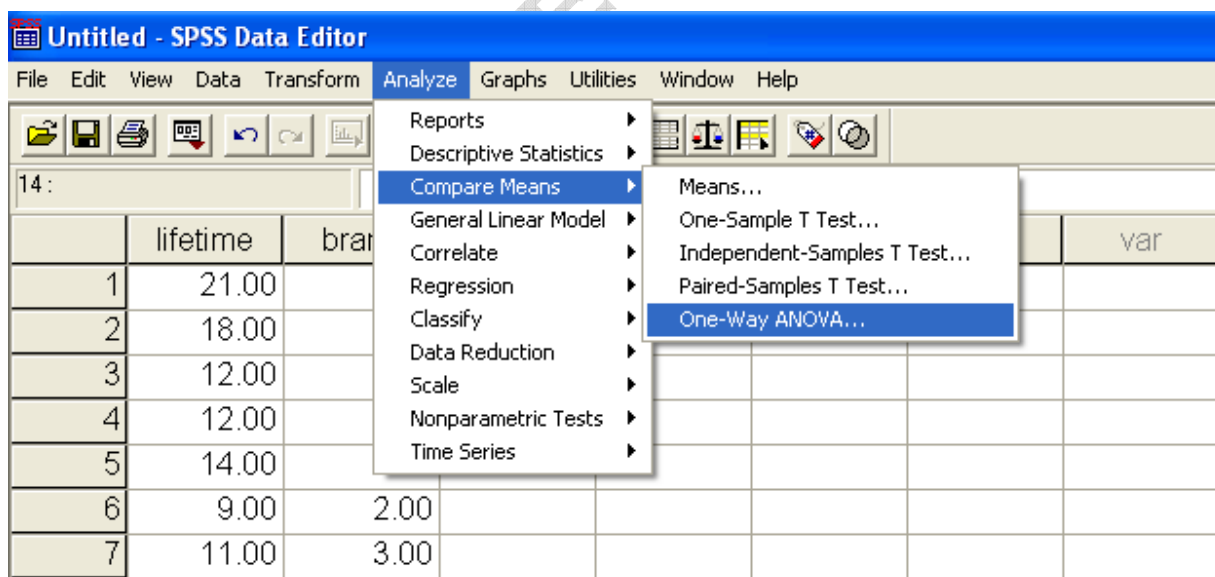 SPSS
Untitled - SPSS Data Editor
File Edit View Data Transform Analyze Graphs Utilities Window Help
14 :
Reports
Descriptive Statistics
Compare Means
General Linear Model
Correlate
Regression
Classify
Data Reduction
Scale
Nonparametric Tests
Time Series
Means...
One-Sample T Test...
Independent-Samples T Test...
Paired-Samples T Test...
One-Way ANOVA...
lifetime bran var
1 21.00
2 18.00
3 12.00
4 12.00
5 14.00
6 9.00 2.00
7 11.00 3.00